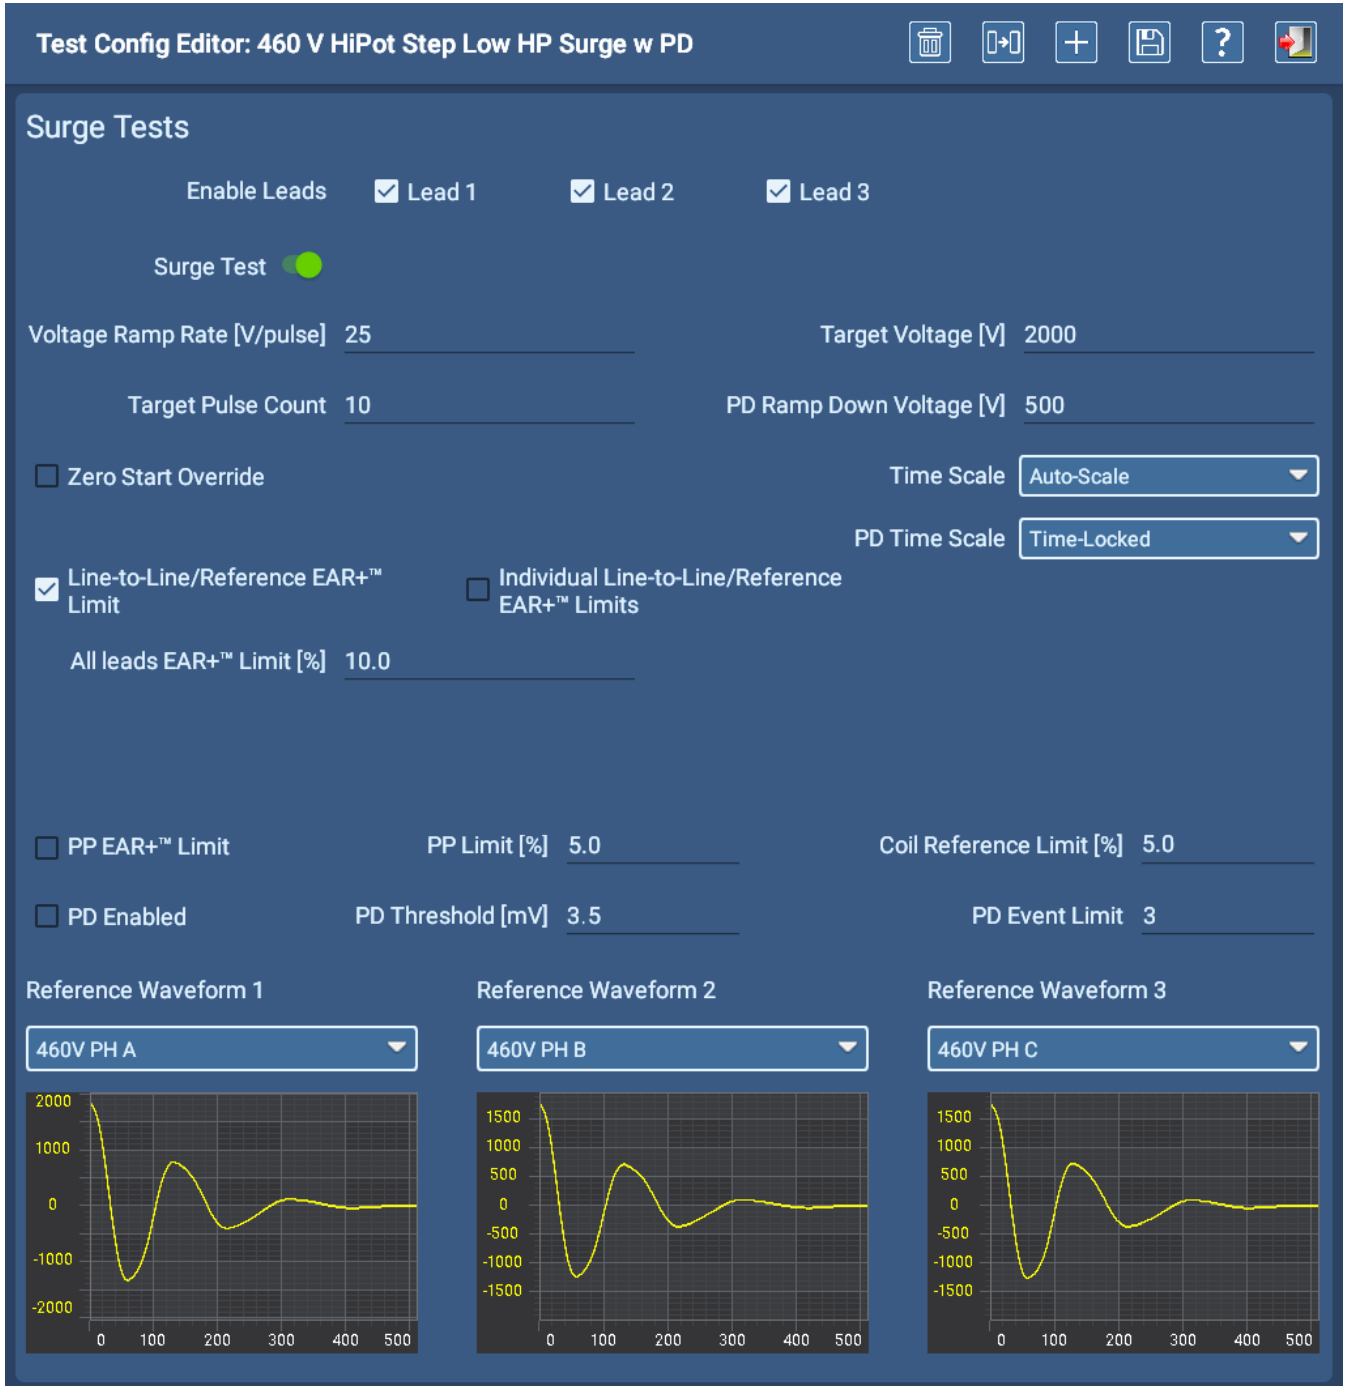 Test Config Editor: 460 V HiPot Step Low HP Surge w PD
?
Surge Tests
Enable Leads Lead 1 Lead 2 Lead 3
Surge Test
Voltage Ramp Rate [V/pulse] 25 Target Voltage [V] 2000
Target Pulse Count 10 PD Ramp Down Voltage [V] 500
Zero Start Override Time Scale Auto-Scale
PD Time Scale Time-Locked
Line-to-Line/Reference EAR+™
Limit
Individual Line-to-Line/Reference
EAR+™ Limits
All leads EAR+™ Limit [%] 10.0
PP EAR+™ Limit PP Limit [%] 5.0 Coil Reference Limit [%] 5.0
PD Enabled PD Threshold [mV] 3.5 PD Event Limit 3
Reference Waveform 1 Reference Waveform 2 Reference Waveform 3
460V PH A 460V PH B 460V PH C
2000
1000
0
-1000
-2000
0 100 200 300 400 500
1500
1000
500
0
-500
-1000
-1500
0 100 200 300 400 500
1500
1000
500
0
-500
-1000
-1500
0 100 200 300 400 500